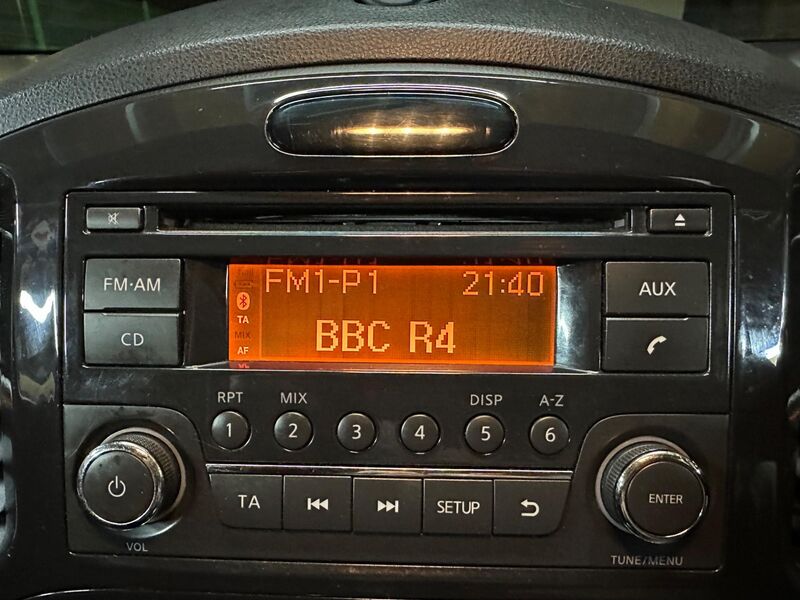 FM·AM
CD
FM1-P1 21:40
TA
MIX
AF
BBC R4
AUX
RPT MIX DISP A-Z
1 2 3 4 5 6
TA SETUP
VOL
ENTER
TUNE/MENU